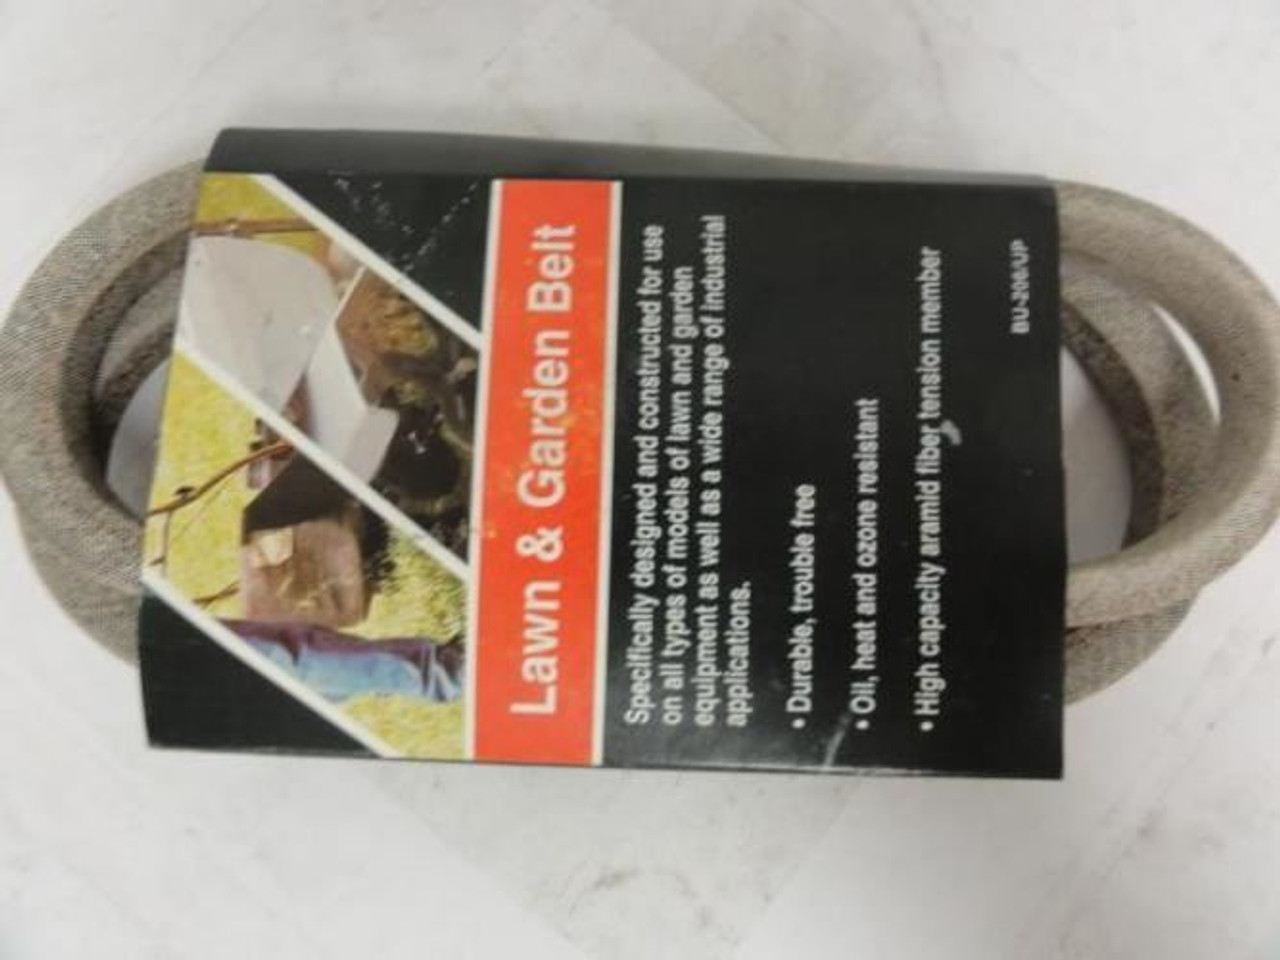 Lawn & Garden Belt
Specifically designed and constructed for use
on all types of models of lawn and garden
equipment as well as a wide range of industrial
applications.
• Durable, trouble free
• Oil, heat and ozone resistant
• High capacity aramid fiber tension member
BU-206/UP